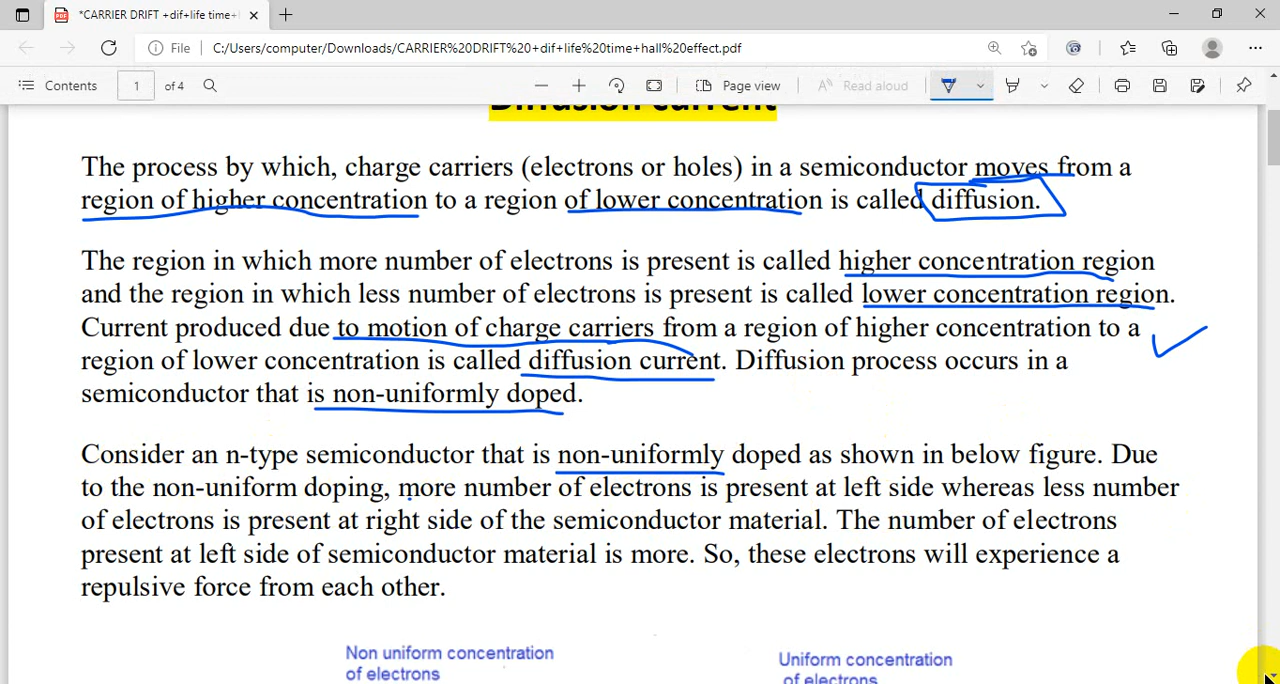 *CARRIER DRIFT +dif+life time+
File C:/Users/computer/Downloads/CARRIER%20DRIFT%20+dif+life%20time+hall%20effect.pdf
Contents 1 of 4 Page view Read aloud
Diffusion current
The process by which, charge carriers (electrons or holes) in a semiconductor moves from a
region of higher concentration to a region of lower concentration is called diffusion.
The region in which more number of electrons is present is called higher concentration region
and the region in which less number of electrons is present is called lower concentration region.
Current produced due to motion of charge carriers from a region of higher concentration to a
region of lower concentration is called diffusion current. Diffusion process occurs in a
semiconductor that is non-uniformly doped.
Consider an n-type semiconductor that is non-uniformly doped as shown in below figure. Due
to the non-uniform doping, more number of electrons is present at left side whereas less number
of electrons is present at right side of the semiconductor material. The number of electrons
present at left side of semiconductor material is more. So, these electrons will experience a
repulsive force from each other.
Non uniform concentration
of electrons
Uniform concentration
of electrons